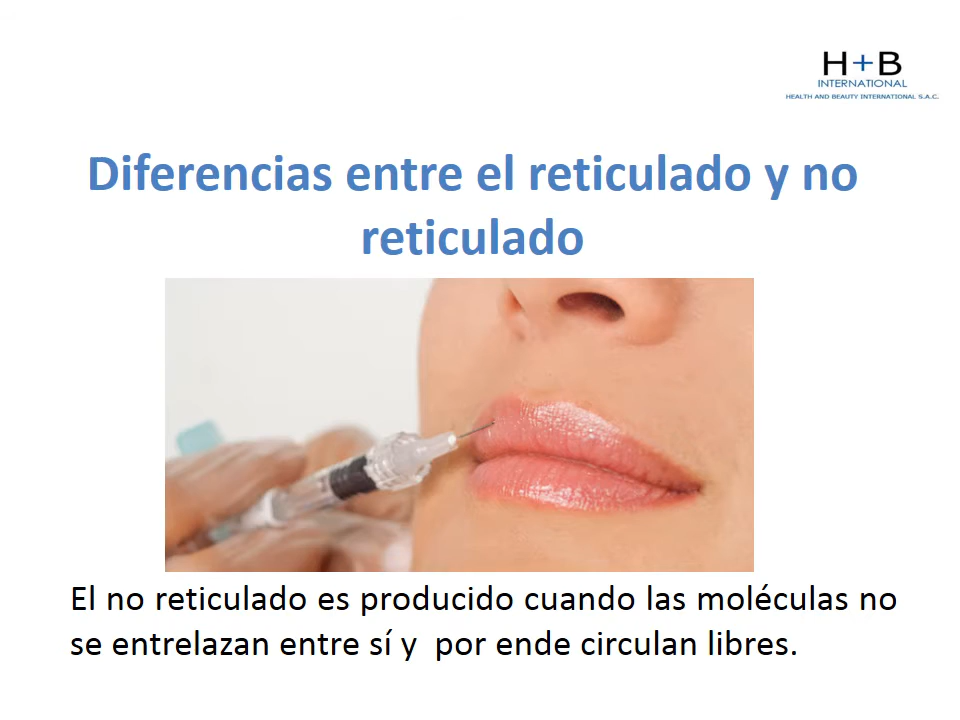 H+B
INTERNATIONAL
HEALTH AND BEAUTY INTERNATIONAL S.A.C.
Diferencias entre el reticulado y no
reticulado
El no reticulado es producido cuando las moléculas no
se entrelazan entre sí y  por ende circulan libres.